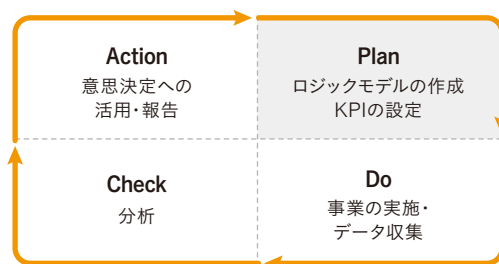 Action
意思決定への
活用・報告
Plan
ロジックモデルの作成
KPIの設定
Check
分析
Do
事業の実施・
データ収集